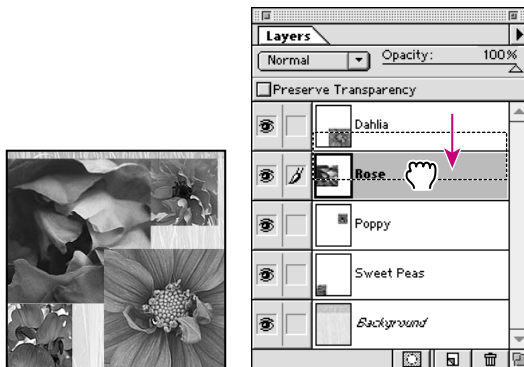 Layers
Normal Opacity: 100%
Preserve Transparency
Dahlia
Rose
Poppy
Sweet Peas
Background